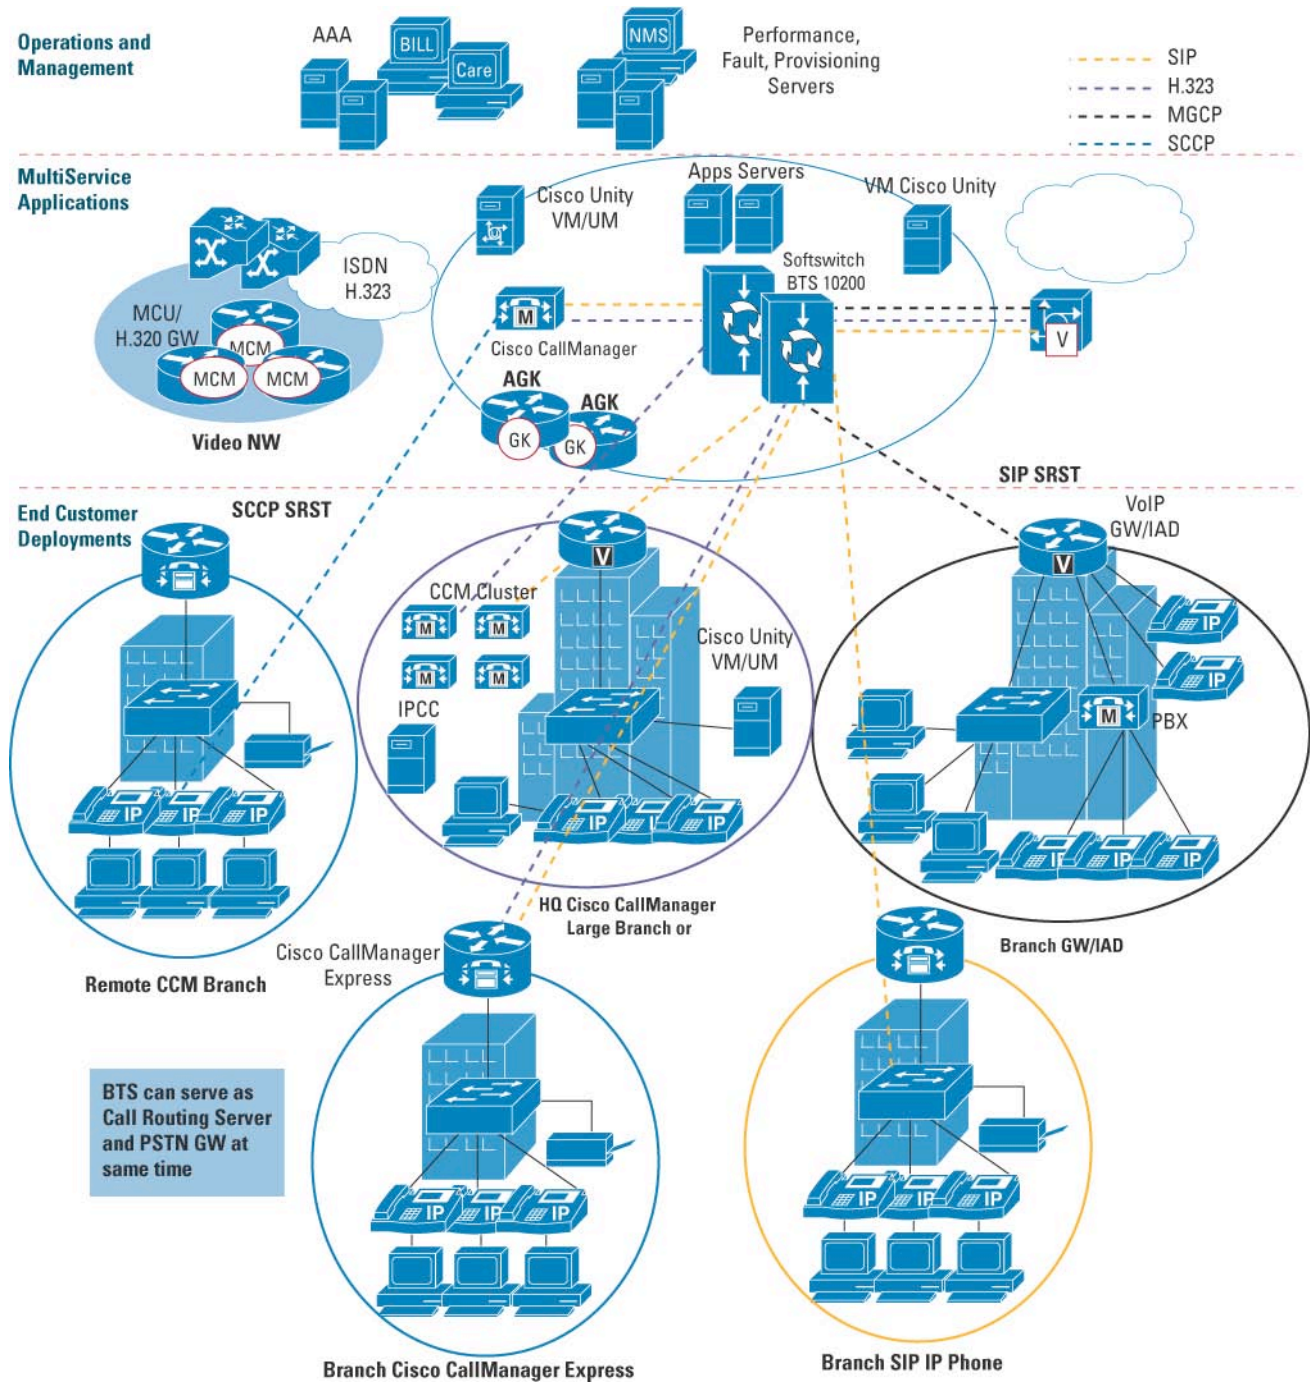 Operations and
Management
AAA
BILL
Care
NMS
Performance,
Fault, Provisioning
Servers
SIP
H.323
MGCP
SCCP
MultiService
Applications
Cisco Unity
VM/UM
Apps Servers
VM Cisco Unity
Softswitch
BTS 10200
ISDN
H.323
MCU/
H.320 GW
MCM
MCM
MCM
Video NW
M
Cisco CallManager
V
AGK
AGK
GK
GK
End Customer
Deployments
SCCP SRST
SIP SRST
VoIP
GW/IAD
V
V
CCM Cluster
M
M
M
M
Cisco Unity
VM/UM
IPCC
IP
IP
M
PBX
IP
IP
IP
IP
IP
IP
IP
IP
IP
HQ Cisco CallManager
Large Branch or
Branch GW/IAD
Remote CCM Branch
Cisco CallManager
Express
BTS can serve as
Call Routing Server
and PSTN GW at
same time
IP
IP
IP
IP
IP
IP
Branch Cisco CallManager Express
Branch SIP IP Phone